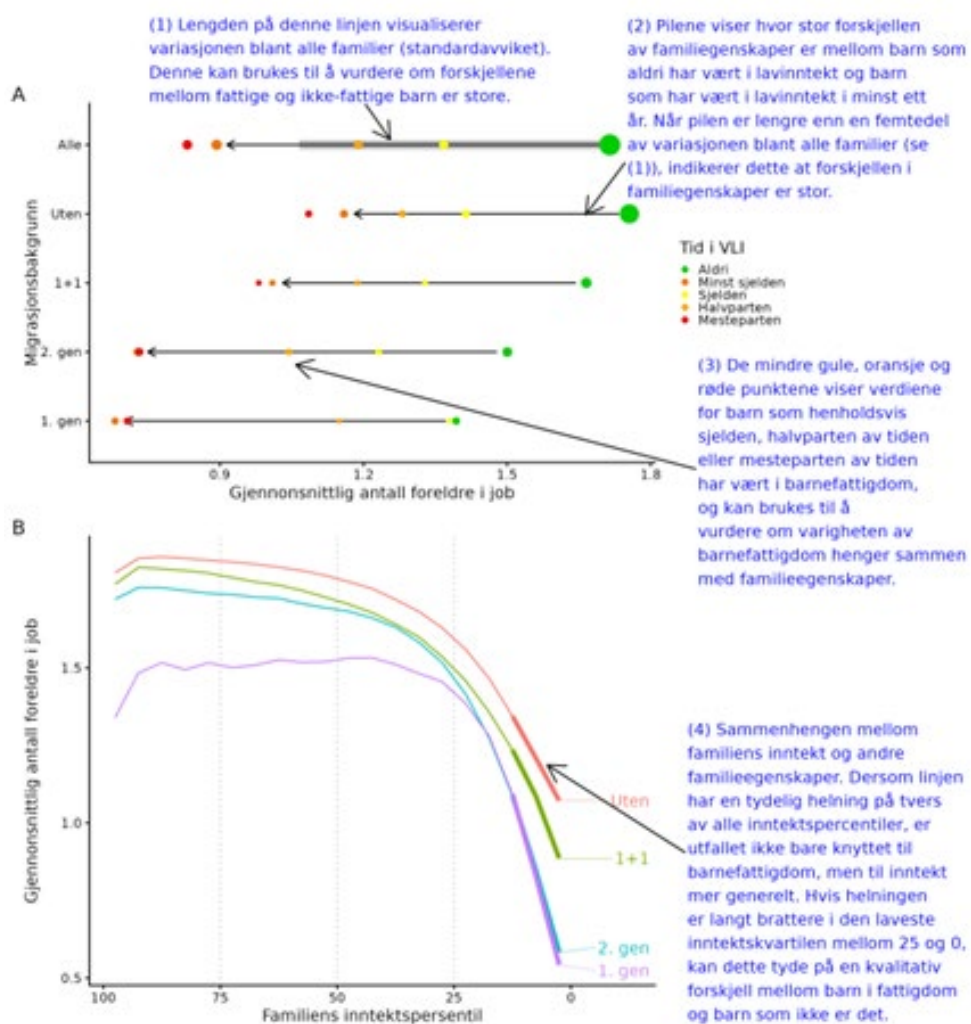 (1) Lengden på denne linjen visualiserer
variasjonen blant alle familier (standardavviket).
Denne kan brukes til å vurdere om forskjellene
mellom fattige og ikke-fattige barn er store.
(2) Pilene viser hvor stor forskjellen
av familiegenskaper er mellom barn som
aldri har vært i lavinntekt og barn
som har vært i lavinntekt i minst ett
år. Når pilen er lengre enn en femtedel
av variasjonen blant alle familier (se
(1)), indikerer dette at forskjellen i
familiegenskaper er stor.
A
Migrasjonsbakgrunn
Alle
Uten
1+1
2. gen
1. gen
0.9
1.2
1.5
1.8
Gjennonsnittlig antall foreldre i job
Tid i VLI
Aldri
Minst sjelden
Sjelden
Halvparten
Mesteparten
(3) De mindre gule, oransje og
røde punktene viser verdiene
for barn som henholdsvis
sjelden, halvparten av tiden
eller mesteparten av tiden
har vært i barnefattigdom,
og kan brukes til å
vurdere om varigheten av
barnefattigdom henger sammen
med familieegenskaper.
B
Gjennonsnittlig antall foreldre i job
1.5
1.0
0.5
Uten
1+1
2. gen
1. gen
100
75
50
25
0
Familiens inntektspersentil
(4) Sammenhengen mellom
familiens inntekt og andre
familieegenskaper. Dersom linjen
har en tydelig helning på tvers
av alle inntektspercentiler, er
utfallet ikke bare knyttet til
barnefattigdom, men til inntekt
mer generelt. Hvis helningen
er langt brattere i den laveste
inntektskvartilen mellom 25 og 0,
kan dette tyde på en kvalitativ
forskjell mellom barn i fattigdom
og barn som ikke er det.